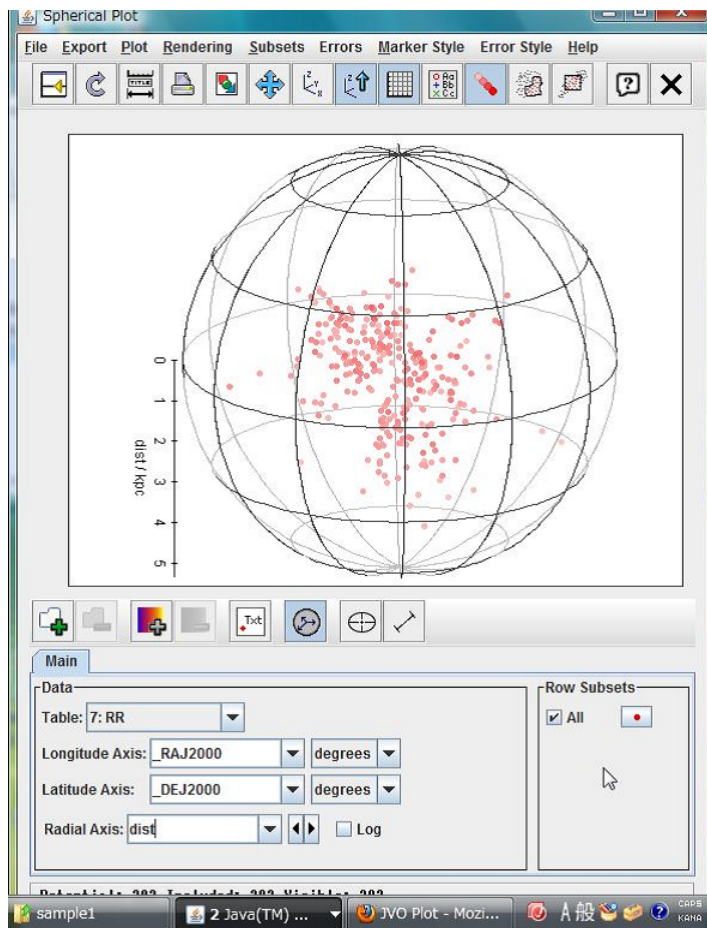 Spherical Plot
File Export Plot Rendering Subsets Errors Marker Style Error Style Help
TITLE
z y x
z
0 1 2 3 4 5
dist / kpc
Txt
Main
Data
Row Subsets
Table: 7: RR
All
Longitude Axis: _RAJ2000 degrees
Latitude Axis: _DEJ2000 degrees
Radial Axis: dist Log
sample1
2 Java(TM) ...
JVO Plot - Mozi...
A 般
CAPS
KANA